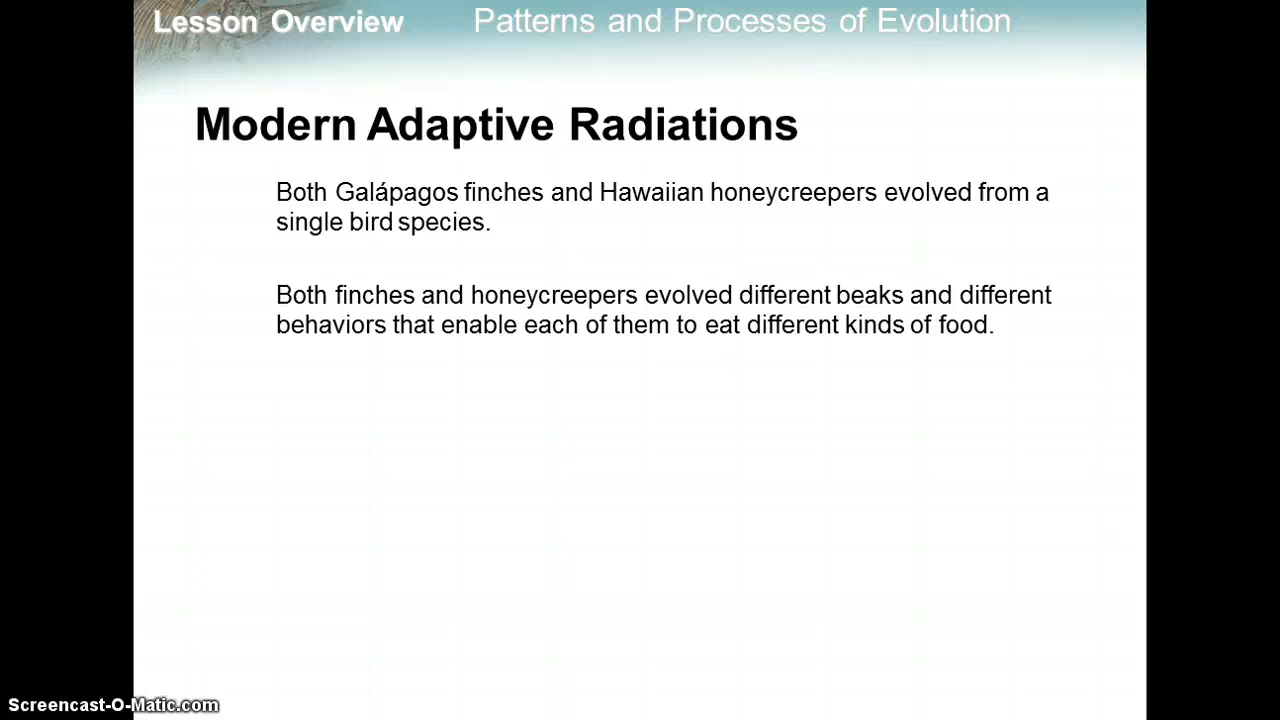 Lesson Overview Patterns and Processes of Evolution
Modern Adaptive Radiations
Both Galápagos finches and Hawaiian honeycreepers evolved from a
single bird species.
Both finches and honeycreepers evolved different beaks and different
behaviors that enable each of them to eat different kinds of food.
Screencast-O-Matic.com